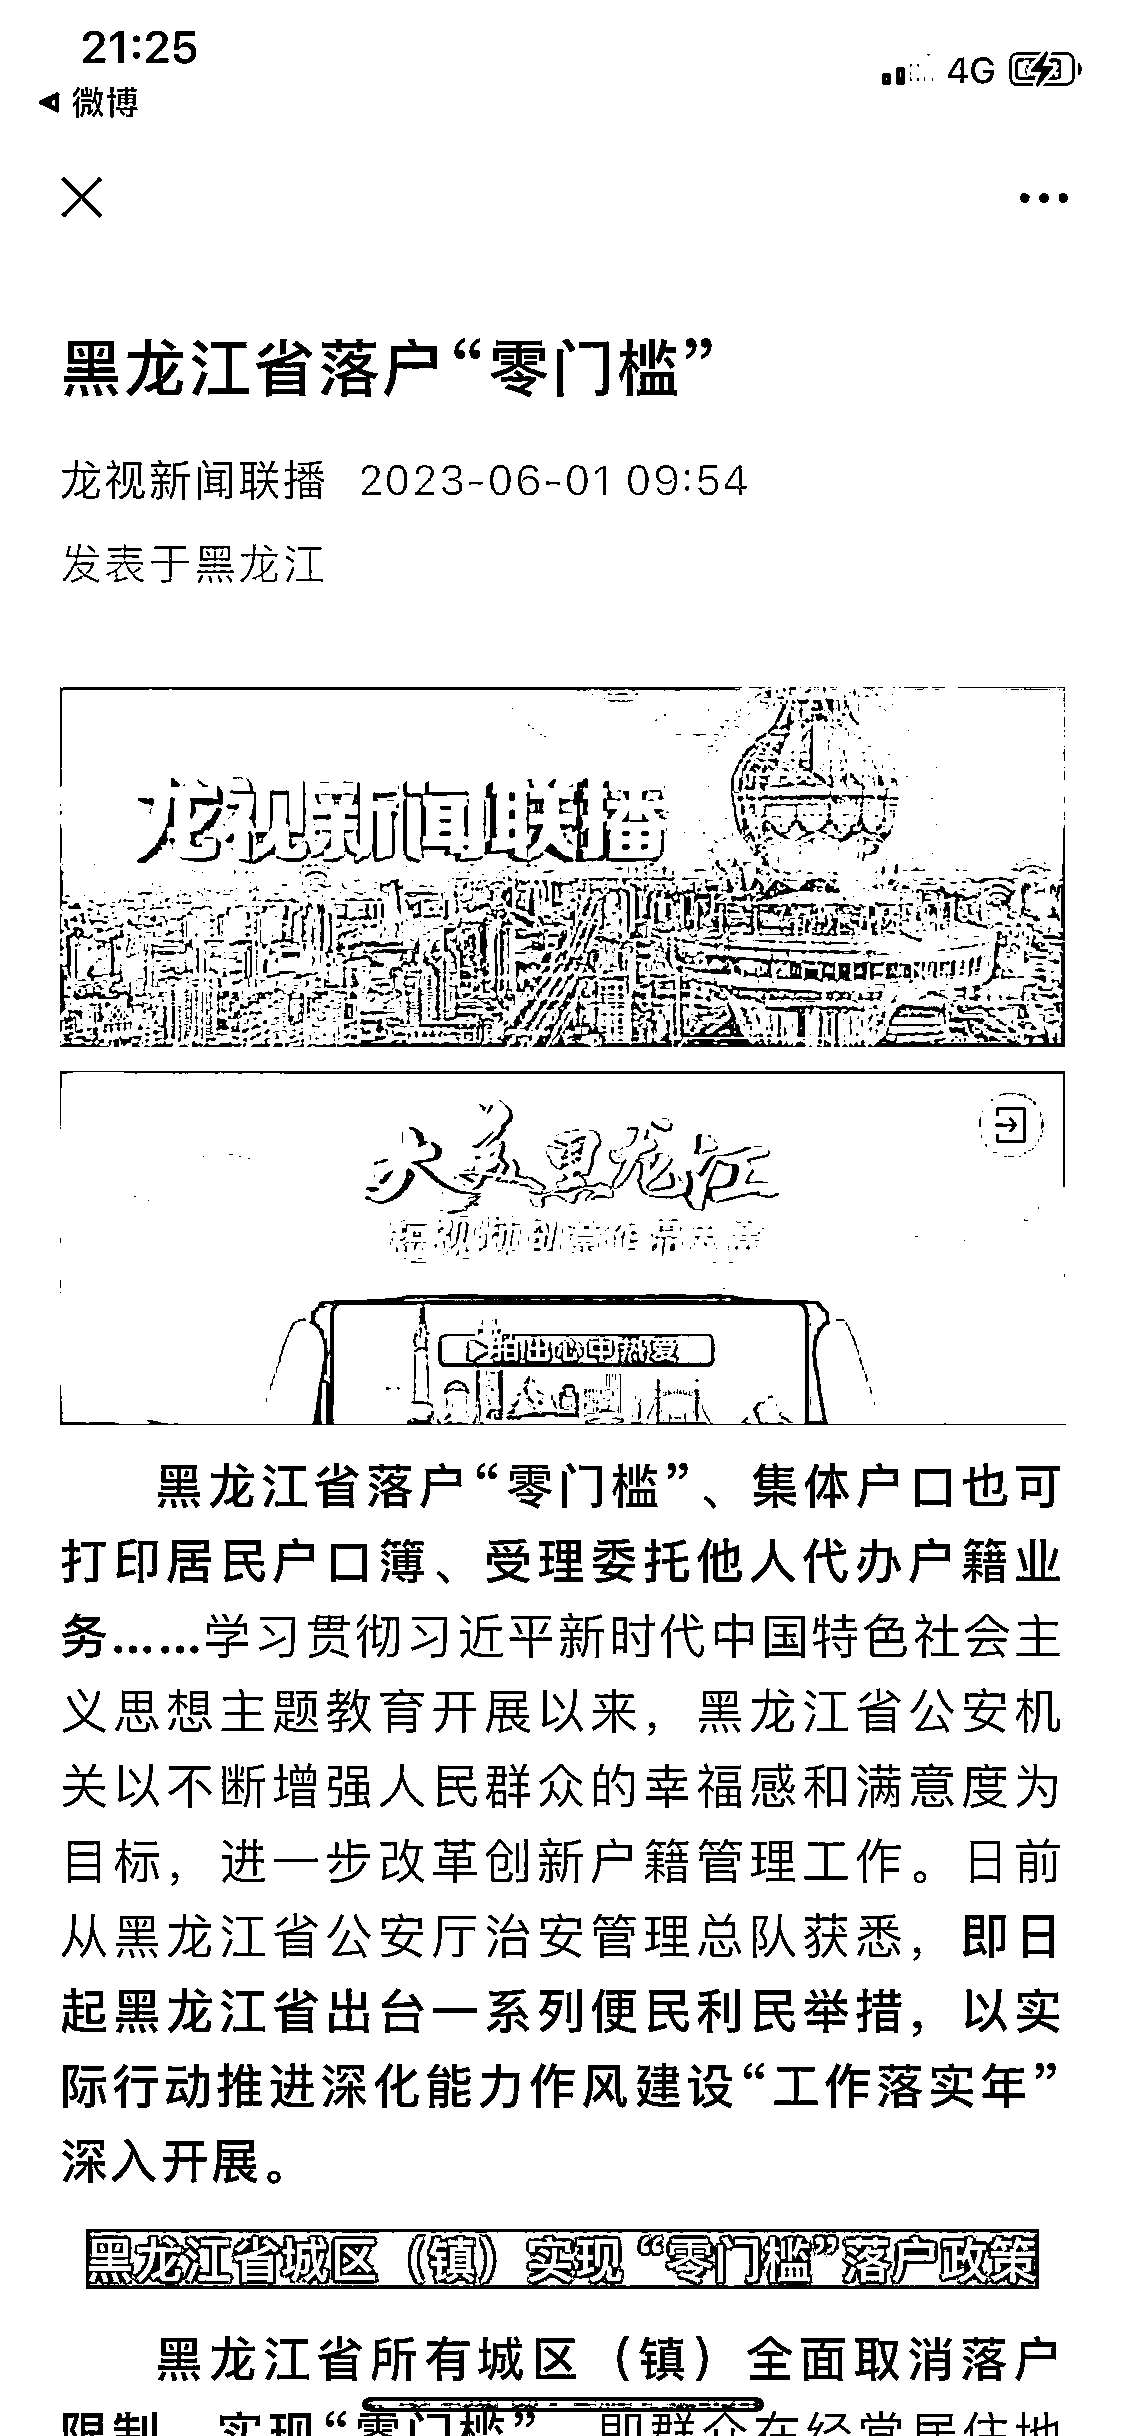 21:25
4G
微博
黑龙江省落户“零门槛”
龙视新闻联播 2023-06-01 09:54
发表于黑龙江
龙视新闻联播
大美黑龙江
拍出心中热爱
黑龙江省落户“零门槛”、集体户口也可
打印居民户口簿、受理委托他人代办户籍业
务……学习贯彻习近平新时代中国特色社会主
义思想主题教育开展以来，黑龙江省公安机
关以不断增强人民群众的幸福感和满意度为
目标，进一步改革创新户籍管理工作。日前
从黑龙江省公安厅治安管理总队获悉，即日
起黑龙江省出台一系列便民利民举措，以实
际行动推进深化能力作风建设“工作落实年”
深入开展。
黑龙江省城区（镇）实现“零门槛”落户政策
黑龙江省所有城区（镇）全面取消落户
限制，实现“零门槛”，即群众在经常居住地